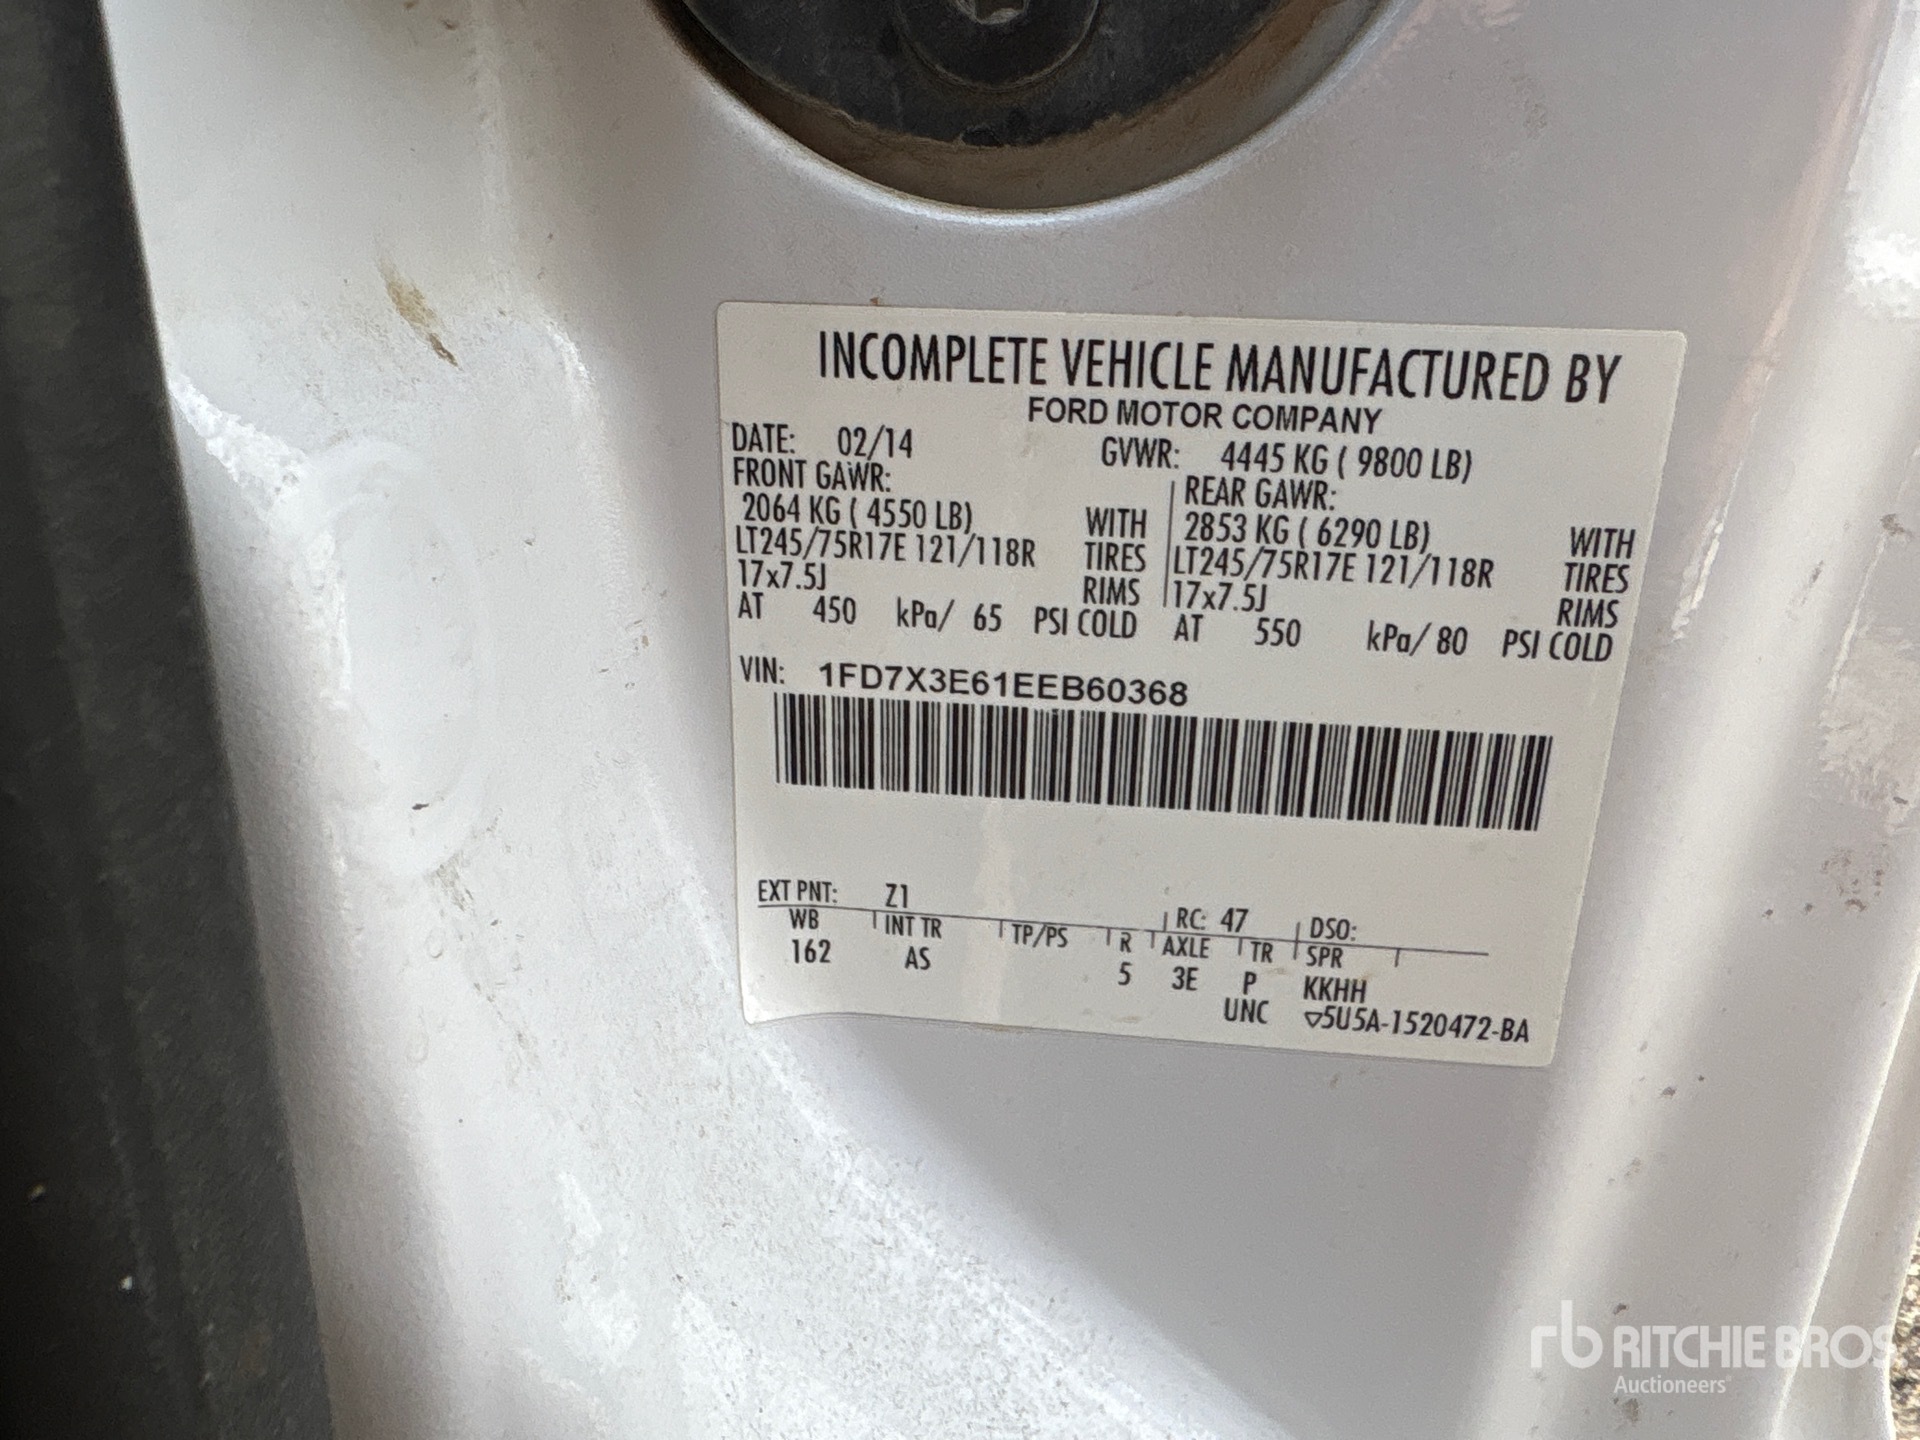 INCOMPLETE VEHICLE MANUFACTURED BY
FORD MOTOR COMPANY
DATE: 02/14 GVWR: 4445 KG ( 9800 LB)
FRONT GAWR: REAR GAWR:
2064 KG ( 4550 LB) WITH 2853 KG ( 6290 LB) WITH
LT245/75R17E 121/118R TIRES LT245/75R17E 121/118R TIRES
17x7.5J RIMS 17x7.5J RIMS
AT 450 kPa/ 65 PSI COLD AT 550 kPa/ 80 PSI COLD
VIN: 1FD7X3E61EEB60368
EXT PNT: Z1 RC: 47 DSO:
WB INT TR TP/PS R AXLE TR SPR
162 AS 5 3E P KKHH
UNC ▽5U5A-1520472-BA
rb RITCHIE BROS
Auctioneers